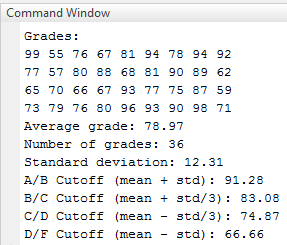 Command Window
Grades:
99 55 76 67 81 94 78 94 92
77 57 80 88 68 81 90 89 62
65 70 66 67 93 77 75 87 59
73 79 76 80 96 93 90 98 71
Average grade: 78.97
Number of grades: 36
Standard deviation: 12.31
A/B Cutoff (mean + std): 91.28
B/C Cutoff (mean + std/3): 83.08
C/D Cutoff (mean - std/3): 74.87
D/F Cutoff (mean - std): 66.66